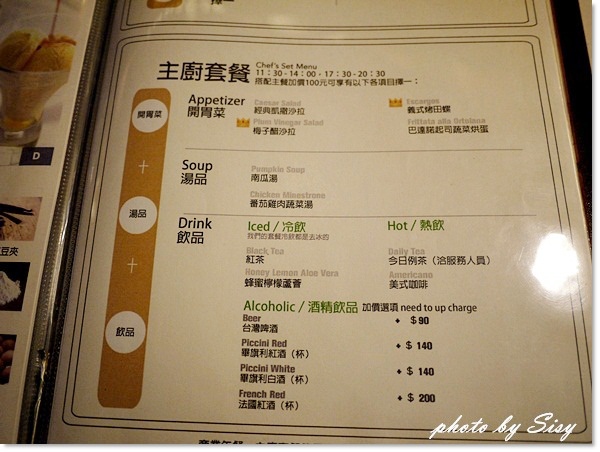 主廚套餐
Chef's Set Menu
11：30 - 14：00、17：30 - 20：30
搭配主餐加價100元可享有以下各項目擇一：
開胃菜
Appetizer
開胃菜
Caesar Salad
經典凱撒沙拉
Plum Vinegar Salad
梅子醋沙拉
Escargos
義式烤田螺
Frittata alla Ortolana
巴達諾起司蔬菜烘蛋
湯品
Soup
湯品
Pumpkin Soup
南瓜湯
Chicken Minestrone
番茄雞肉蔬菜湯
飲品
Drink
飲品
Iced / 冷飲
我們的套餐冷飲都是去冰的
Black Tea
紅茶
Honey Lemon Aloe Vera
蜂蜜檸檬蘆薈
Hot / 熱飲
Daily Tea
今日例茶（洽服務人員）
Americano
美式咖啡
Alcoholic / 酒精飲品 加價選項 need to up charge
Beer
台灣啤酒 + $90
Piccini Red
畢旗利紅酒（杯） + $ 140
Piccini White
畢旗利白酒（杯） + $ 140
French Red
法國紅酒（杯） + $ 200
D
豆夾
photo by Sisy